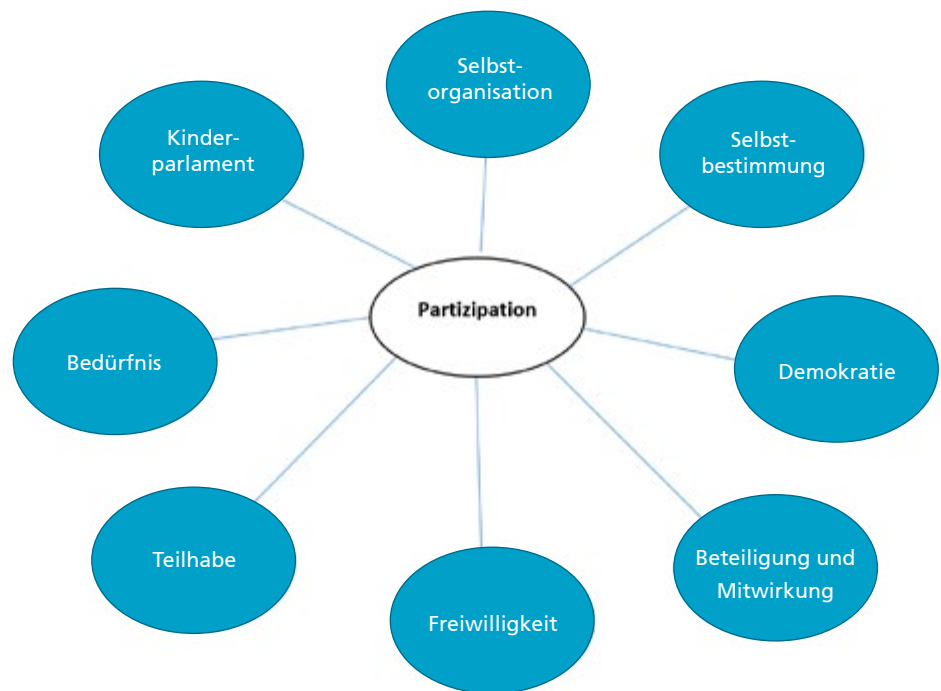 Selbst-
organisation
Kinder-
parlament
Selbst-
bestimmung
Partizipation
Bedürfnis
Demokratie
Teilhabe
Beteiligung und
Mitwirkung
Freiwilligkeit